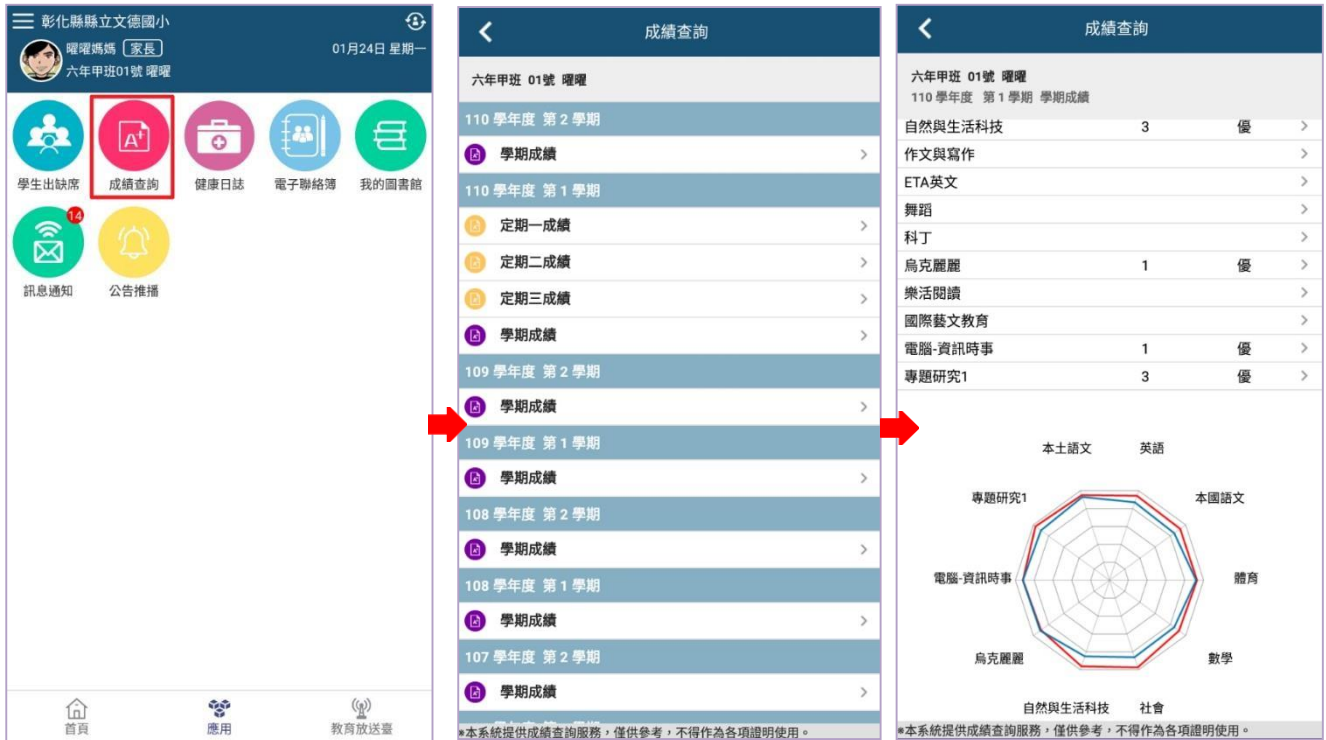 彰化縣縣立文德國小
曜曜媽媽 家長
01月24日 星期一
六年甲班01號 曜曜
A+
學生出缺席
成績查詢
健康日誌
電子聯絡簿
我的圖書館
14
訊息通知
公告推播
首頁
應用
教育放送臺
成績查詢
六年甲班 01號 曜曜
110 學年度 第 2 學期
學期成績
110 學年度 第 1 學期
定期一成績
定期二成績
定期三成績
學期成績
109 學年度 第 2 學期
學期成績
109 學年度 第 1 學期
學期成績
108 學年度 第 2 學期
學期成績
108 學年度 第 1 學期
學期成績
107 學年度 第 2 學期
學期成績
※本系統提供成績查詢服務，僅供參考，不得作為各項證明使用。
成績查詢
六年甲班 01號 曜曜
110 學年度 第 1 學期 學期成績
自然與生活科技 3 優
作文與寫作
ETA英文
舞蹈
科丁
烏克麗麗 1 優
樂活閱讀
國際藝文教育
電腦-資訊時事 1 優
專題研究1 3 優
本土語文 英語
專題研究1 本國語文
電腦-資訊時事 體育
烏克麗麗 數學
自然與生活科技 社會
※本系統提供成績查詢服務，僅供參考，不得作為各項證明使用。